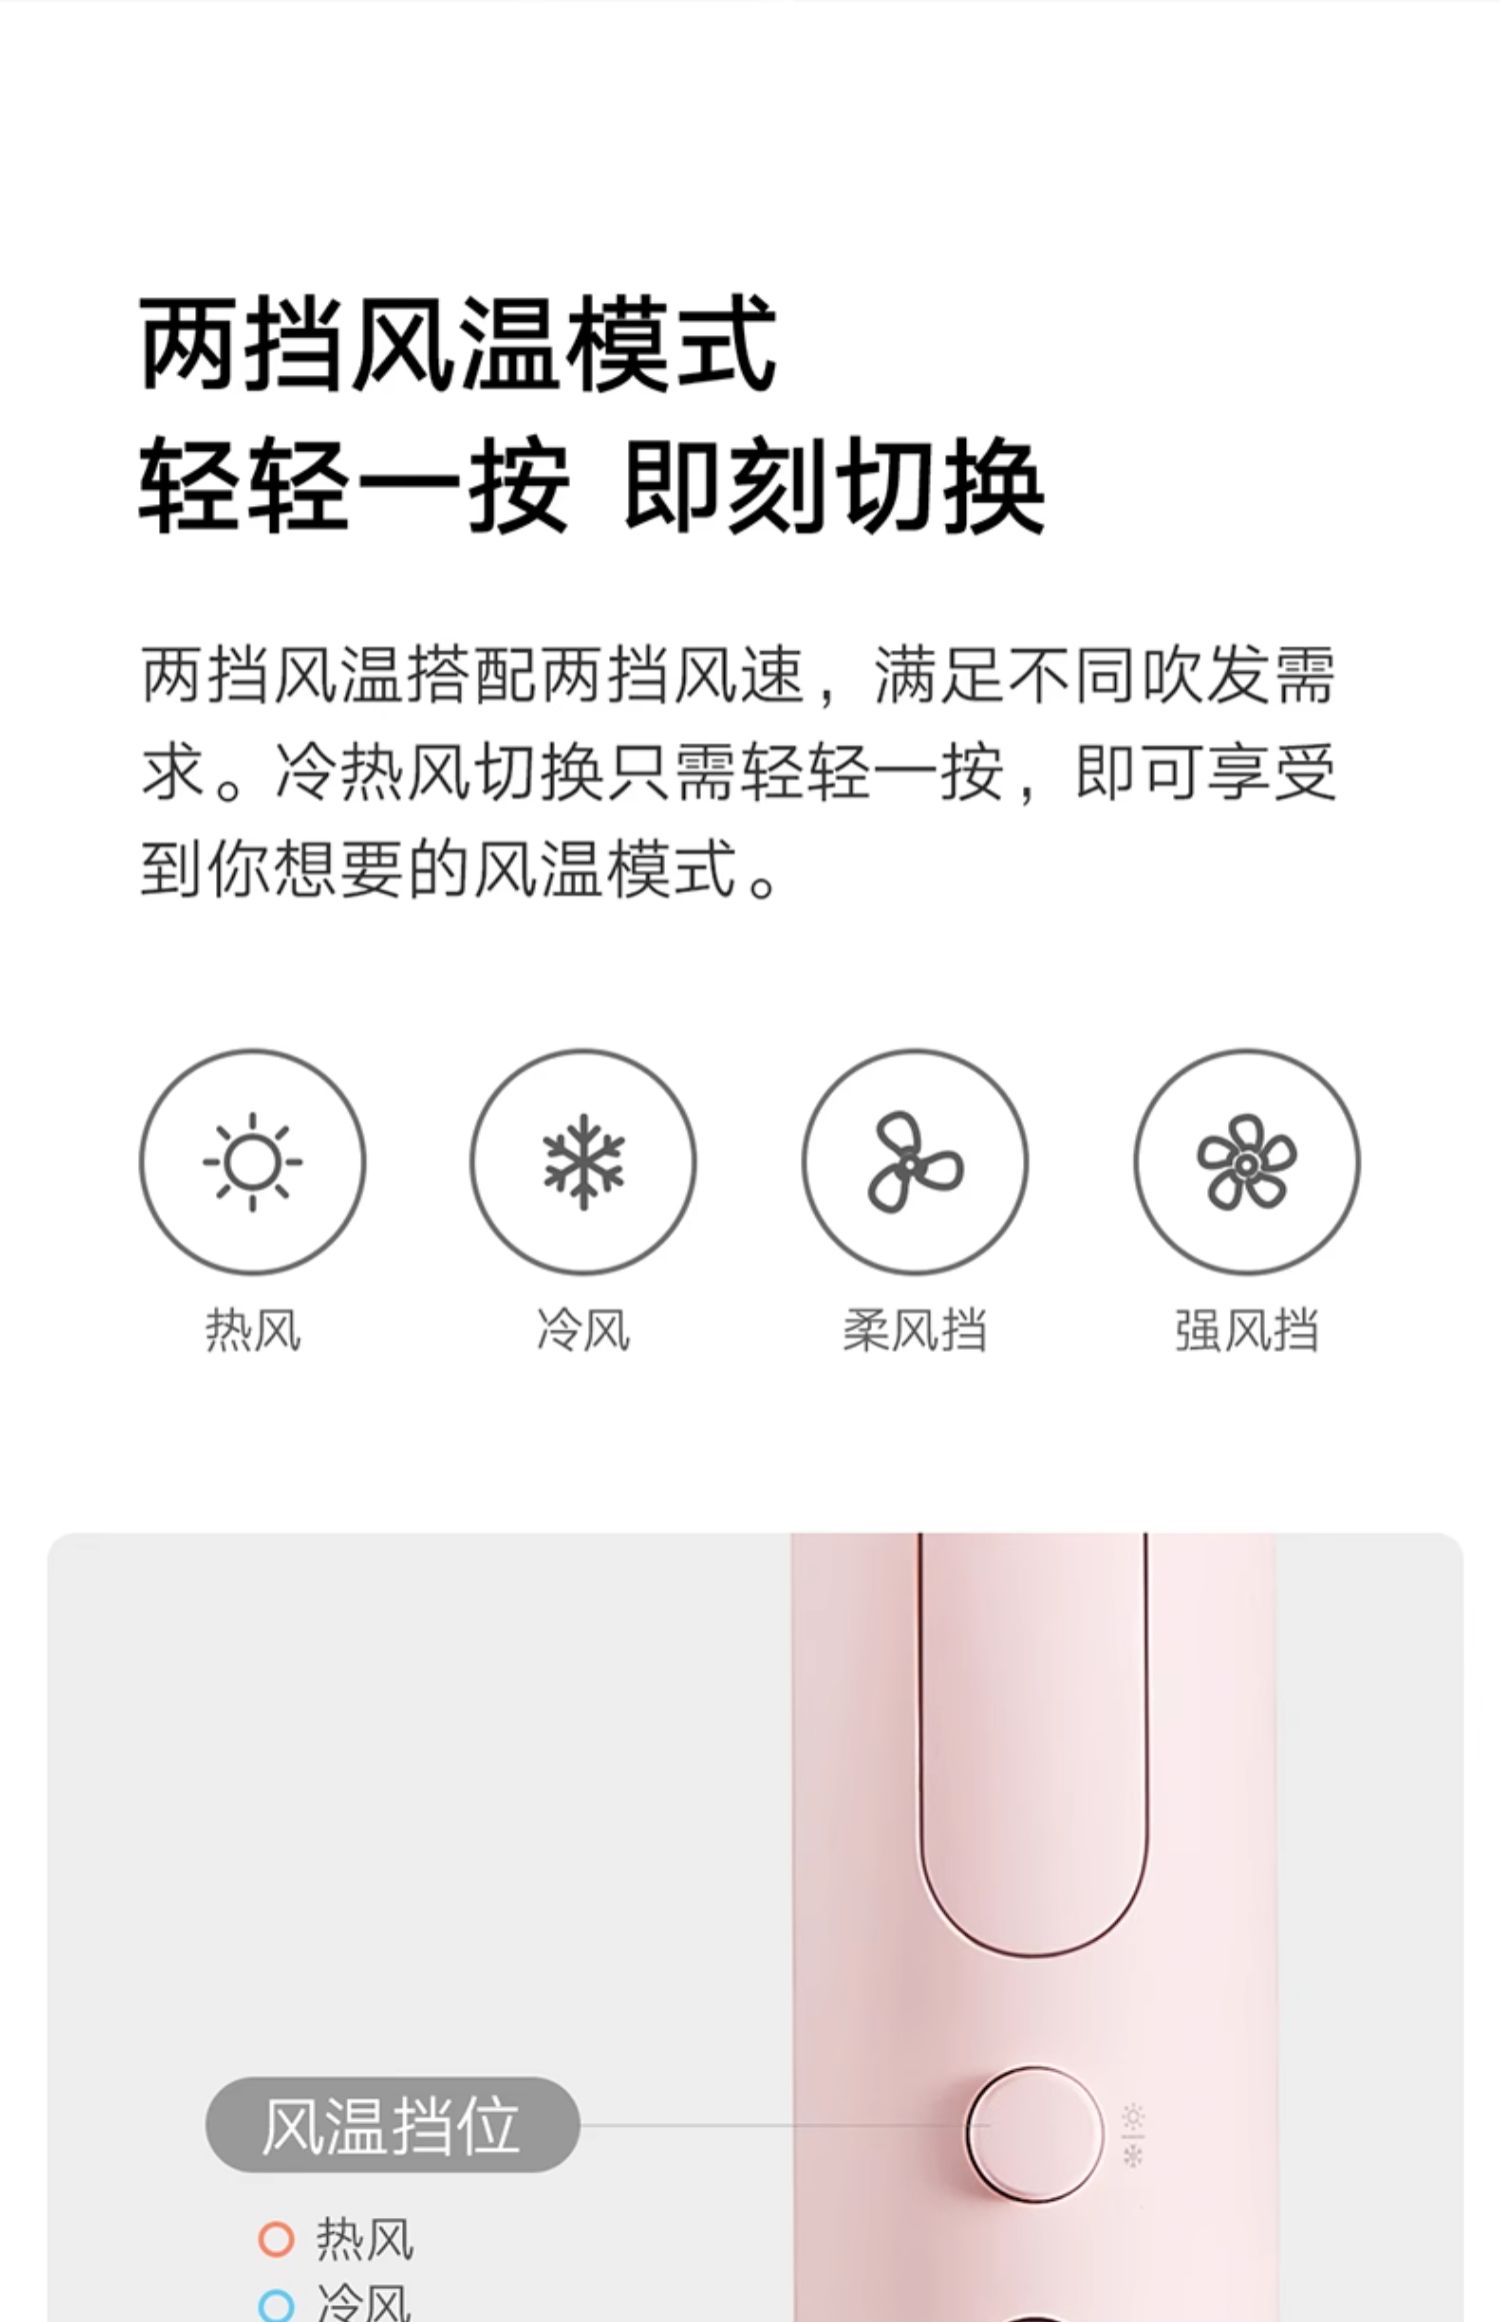 两挡风温模式
轻轻一按 即刻切换
两挡风温搭配两挡风速，满足不同吹发需
求。冷热风切换只需轻轻一按，即可享受
到你想要的风温模式。
热风 冷风 柔风挡 强风挡
风温挡位
热风
冷风